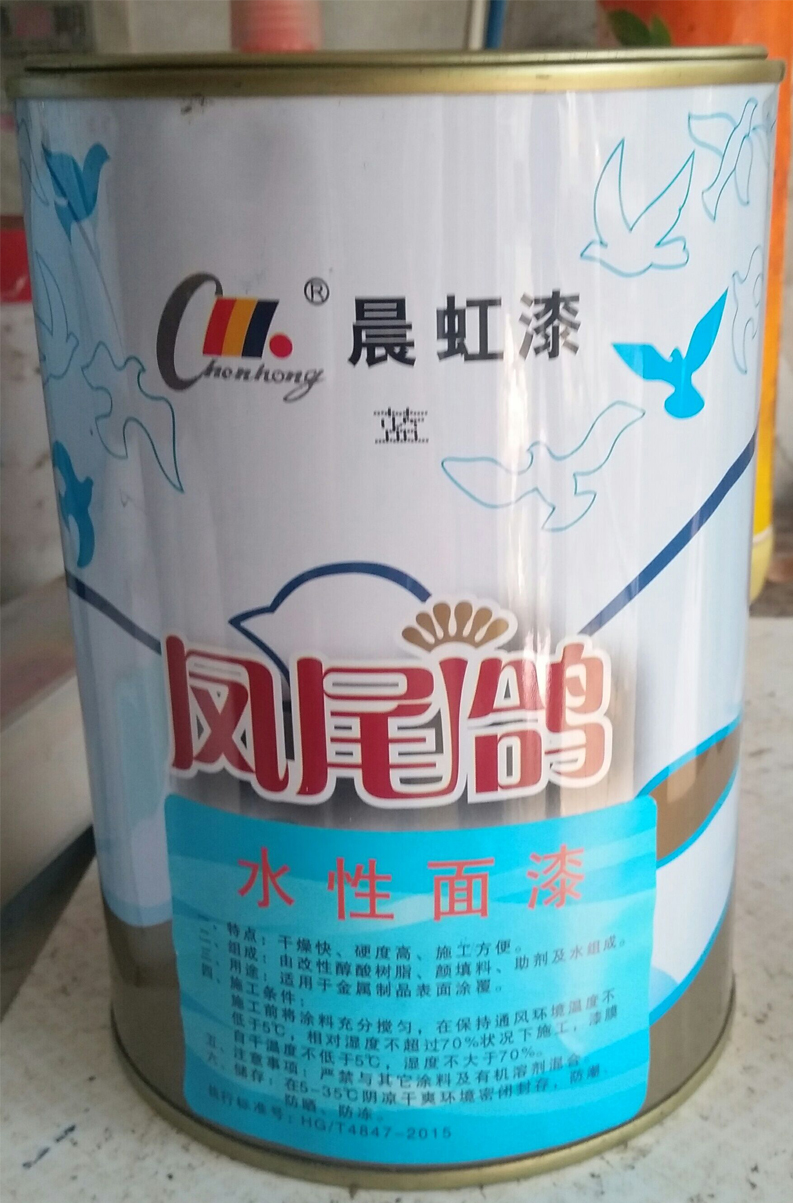 ® 晨虹漆
Chenhong
蓝
凤尾鸽
水性面漆
一、特点：干燥快、硬度高、施工方便。
二、组成：由改性醇酸树脂、颜填料、助剂及水组成。
三、用途：适用于金属制品表面涂覆。
四、施工条件：
施工前将涂料充分搅匀，在保持通风环境温度不
低于5℃，相对湿度不超过70%状况下施工，漆膜
自干温度不低于5℃，湿度不大于70%。
五、注意事项：严禁与其它涂料及有机溶剂混合。
六、储存：在5-35℃阴凉干爽环境密闭封存，防潮、
防晒、防冻。
执行标准号：HG/T4847-2015